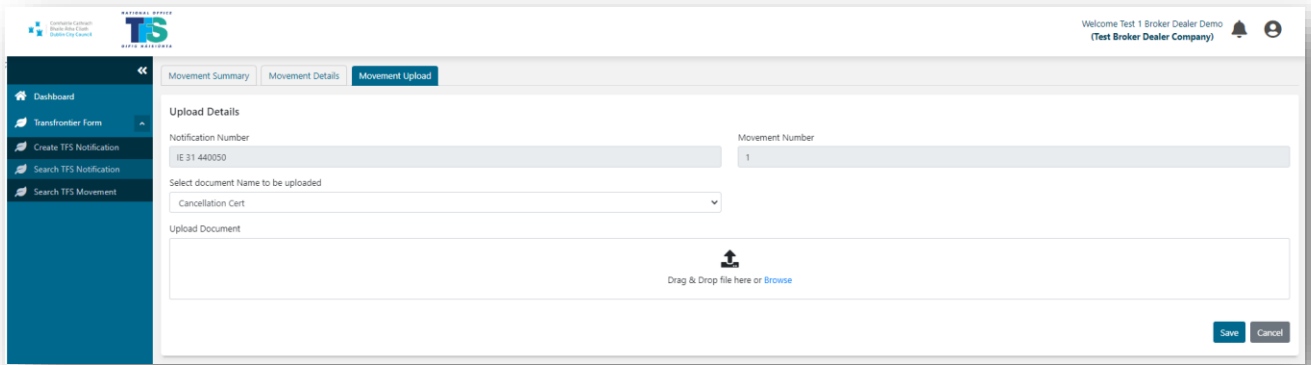 Comhairle Cathrach
Bhaile Átha Cliath
Dublin City Council
NATIONAL OFFICE
TFS
OIFIG NAISIÚNTA
Welcome Test 1 Broker Dealer Demo
(Test Broker Dealer Company)
Movement Summary
Movement Details
Movement Upload
Dashboard
Transfrontier Form
Create TFS Notification
Search TFS Notification
Search TFS Movement
Upload Details
Notification Number
Movement Number
IE 31 440050
1
Select document Name to be uploaded
Cancellation Cert
Upload Document
Drag & Drop file here or Browse
Save
Cancel